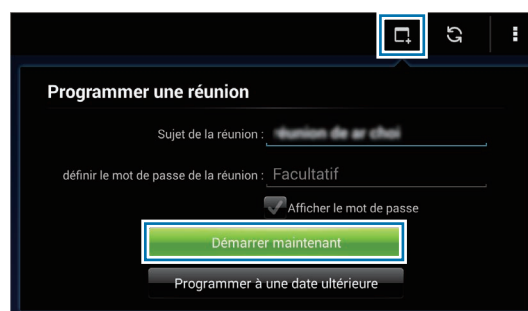 Programmer une réunion
Sujet de la réunion :
définir le mot de passe de la réunion : Facultatif
Afficher le mot de passe
Démarrer maintenant
Programmer à une date ultérieure